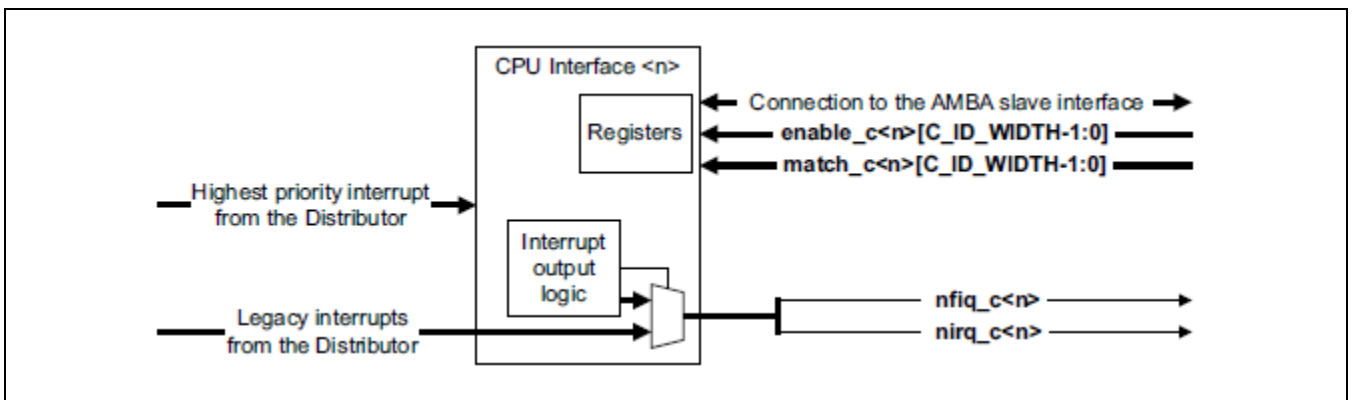 CPU Interface <n>
Registers
Connection to the AMBA slave interface
enable_c<n>[C_ID_WIDTH-1:0]
match_c<n>[C_ID_WIDTH-1:0]
Highest priority interrupt
from the Distributor
Interrupt
output
logic
Legacy interrupts
from the Distributor
nfiq_c<n>
nirq_c<n>